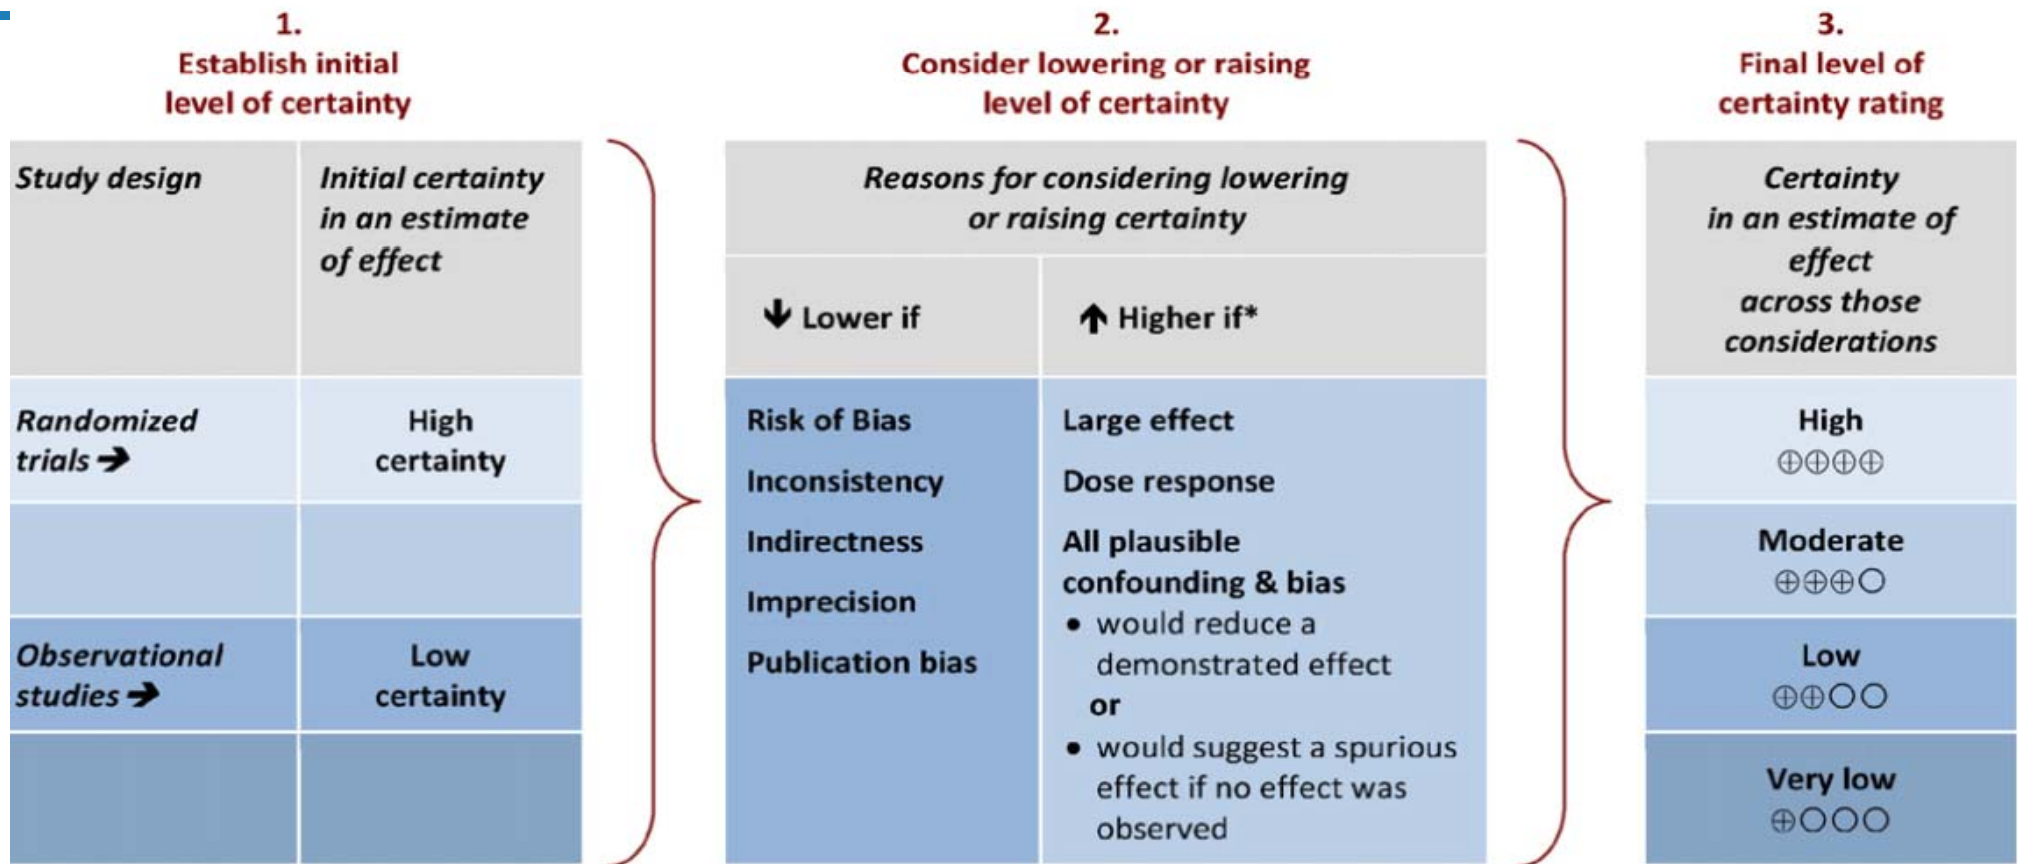 1.
Establish initial
level of certainty
Study design
Initial certainty
in an estimate
of effect
Randomized
trials ➔
High
certainty
Observational
studies ➔
Low
certainty
2.
Consider lowering or raising
level of certainty
Reasons for considering lowering
or raising certainty
🡻 Lower if
🡹 Higher if*
Risk of Bias
Inconsistency
Indirectness
Imprecision
Publication bias
Large effect
Dose response
All plausible
confounding & bias
• would reduce a
demonstrated effect
or
• would suggest a spurious
effect if no effect was
observed
3.
Final level of
certainty rating
Certainty
in an estimate of
effect
across those
considerations
High
⊕⊕⊕⊕
Moderate
⊕⊕⊕○
Low
⊕⊕○○
Very low
⊕○○○